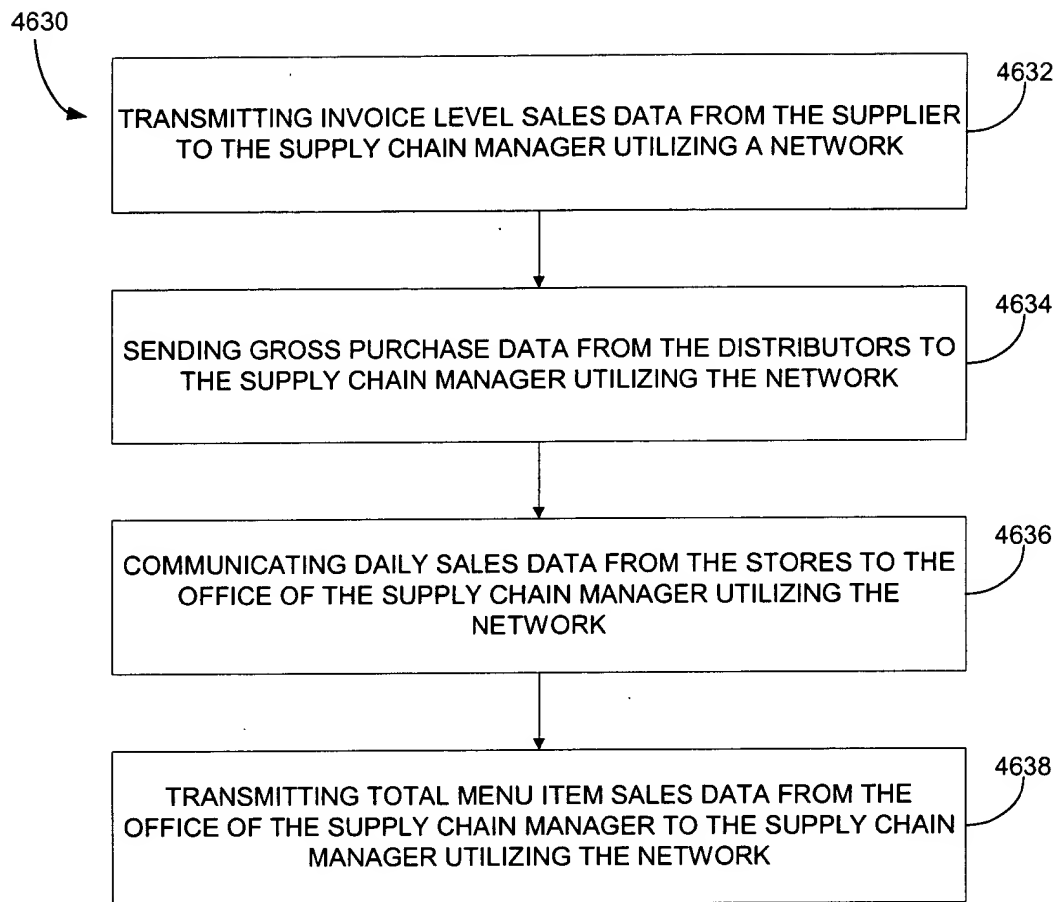 4630
4632
TRANSMITTING INVOICE LEVEL SALES DATA FROM THE SUPPLIER
TO THE SUPPLY CHAIN MANAGER UTILIZING A NETWORK
4634
SENDING GROSS PURCHASE DATA FROM THE DISTRIBUTORS TO
THE SUPPLY CHAIN MANAGER UTILIZING THE NETWORK
4636
COMMUNICATING DAILY SALES DATA FROM THE STORES TO THE
OFFICE OF THE SUPPLY CHAIN MANAGER UTILIZING THE
NETWORK
4638
TRANSMITTING TOTAL MENU ITEM SALES DATA FROM THE
OFFICE OF THE SUPPLY CHAIN MANAGER TO THE SUPPLY CHAIN
MANAGER UTILIZING THE NETWORK